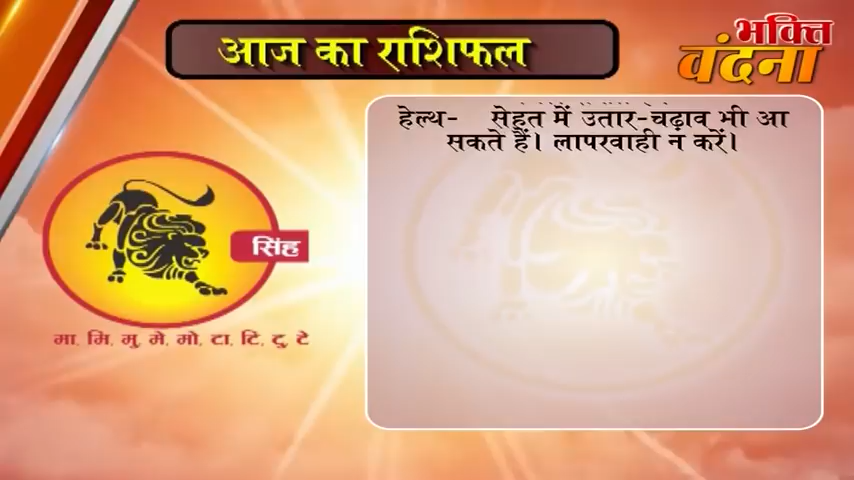 आज का राशिफल
भक्ति
वंदना
हेल्थ- सेहत में उतार-चढ़ाव भी आ
सकते हैं। लापरवाही न करें।
सिंह
मा, मि, मु, मे, मो, टा, टि, टु, टे